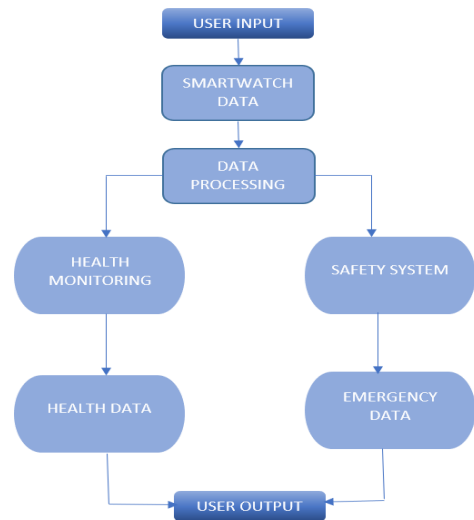 USER INPUT
SMARTWATCH
DATA
DATA
PROCESSING
HEALTH
MONITORING
SAFETY SYSTEM
HEALTH DATA
EMERGENCY
DATA
USER OUTPUT